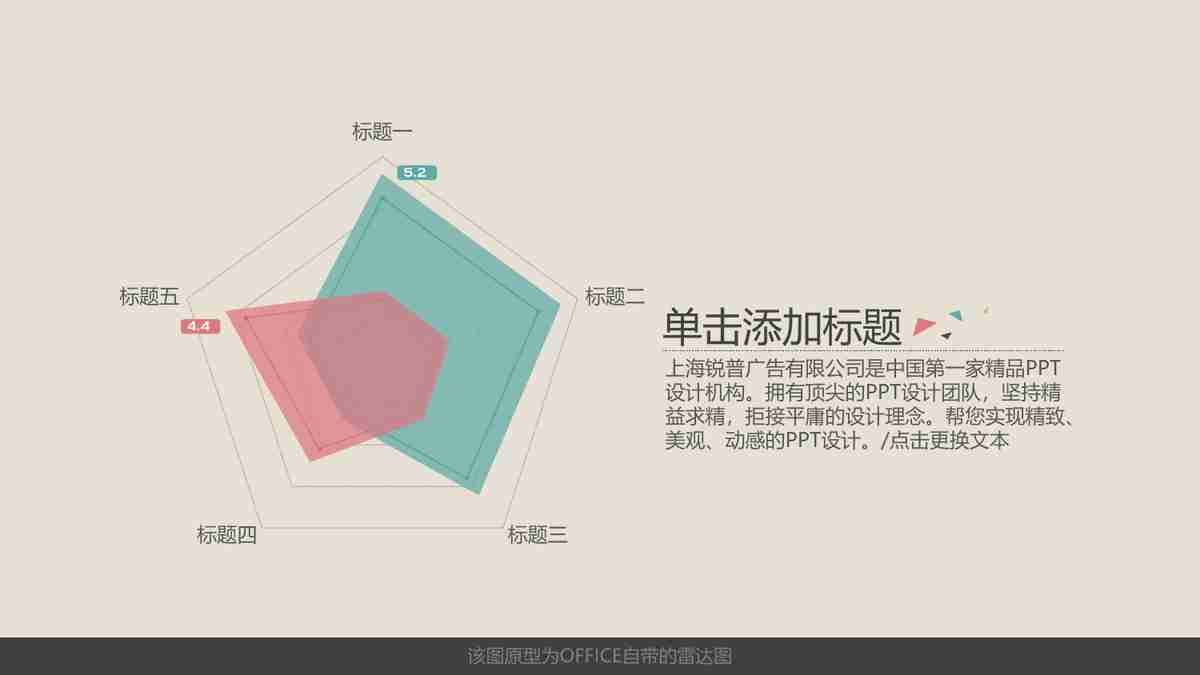 标题一
5.2
标题五
标题二
4.4
单击添加标题
上海锐普广告有限公司是中国第一家精品PPT
设计机构。拥有顶尖的PPT设计团队，坚持精
益求精，拒接平庸的设计理念。帮您实现精致、
美观、动感的PPT设计。/点击更换文本
标题四
标题三
该图原型为OFFICE自带的雷达图